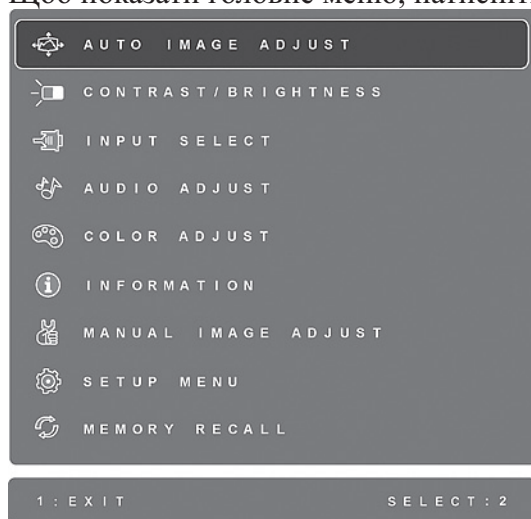 Щоб показати головне меню, натисніть
AUTO IMAGE ADJUST
CONTRAST/BRIGHTNESS
INPUT SELECT
AUDIO ADJUST
COLOR ADJUST
INFORMATION
MANUAL IMAGE ADJUST
SETUP MENU
MEMORY RECALL
1:EXIT SELECT:2